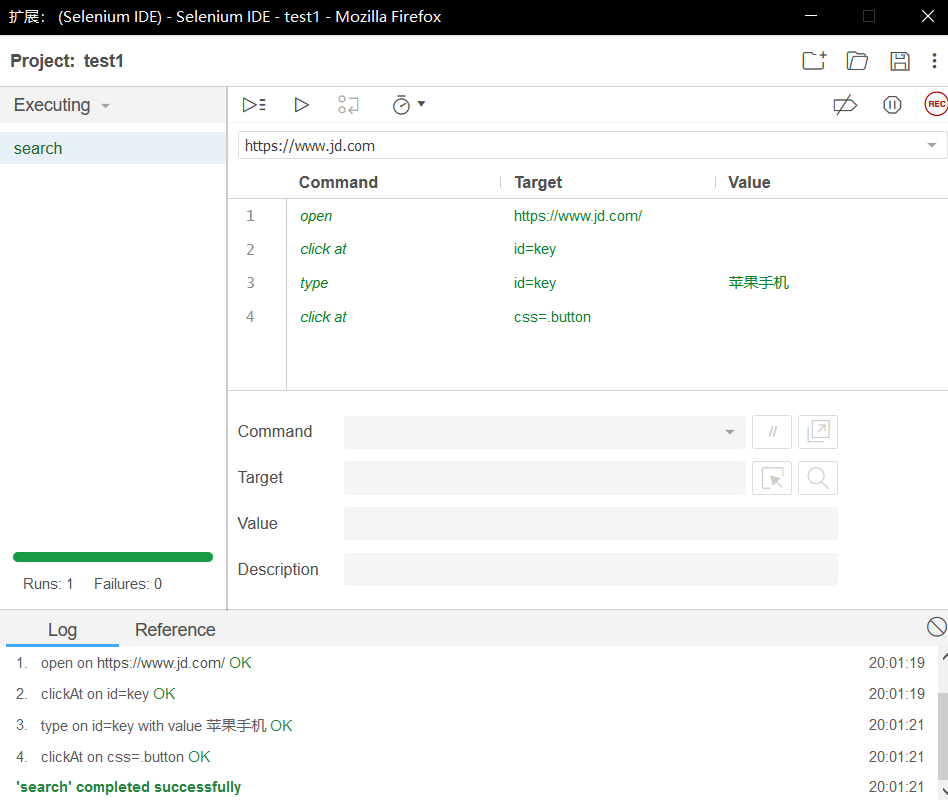 扩展： (Selenium IDE) - Selenium IDE - test1 - Mozilla Firefox
Project: test1
Executing
REC
search
https://www.jd.com
Command Target Value
1 open https://www.jd.com/
2 click at id=key
3 type id=key 苹果手机
4 click at css=.button
Command //
Target
Value
Description
Runs: 1 Failures: 0
Log Reference
1. open on https://www.jd.com/ OK 20:01:19
2. clickAt on id=key OK 20:01:19
3. type on id=key with value 苹果手机 OK 20:01:21
4. clickAt on css=.button OK 20:01:21
'search' completed successfully 20:01:21